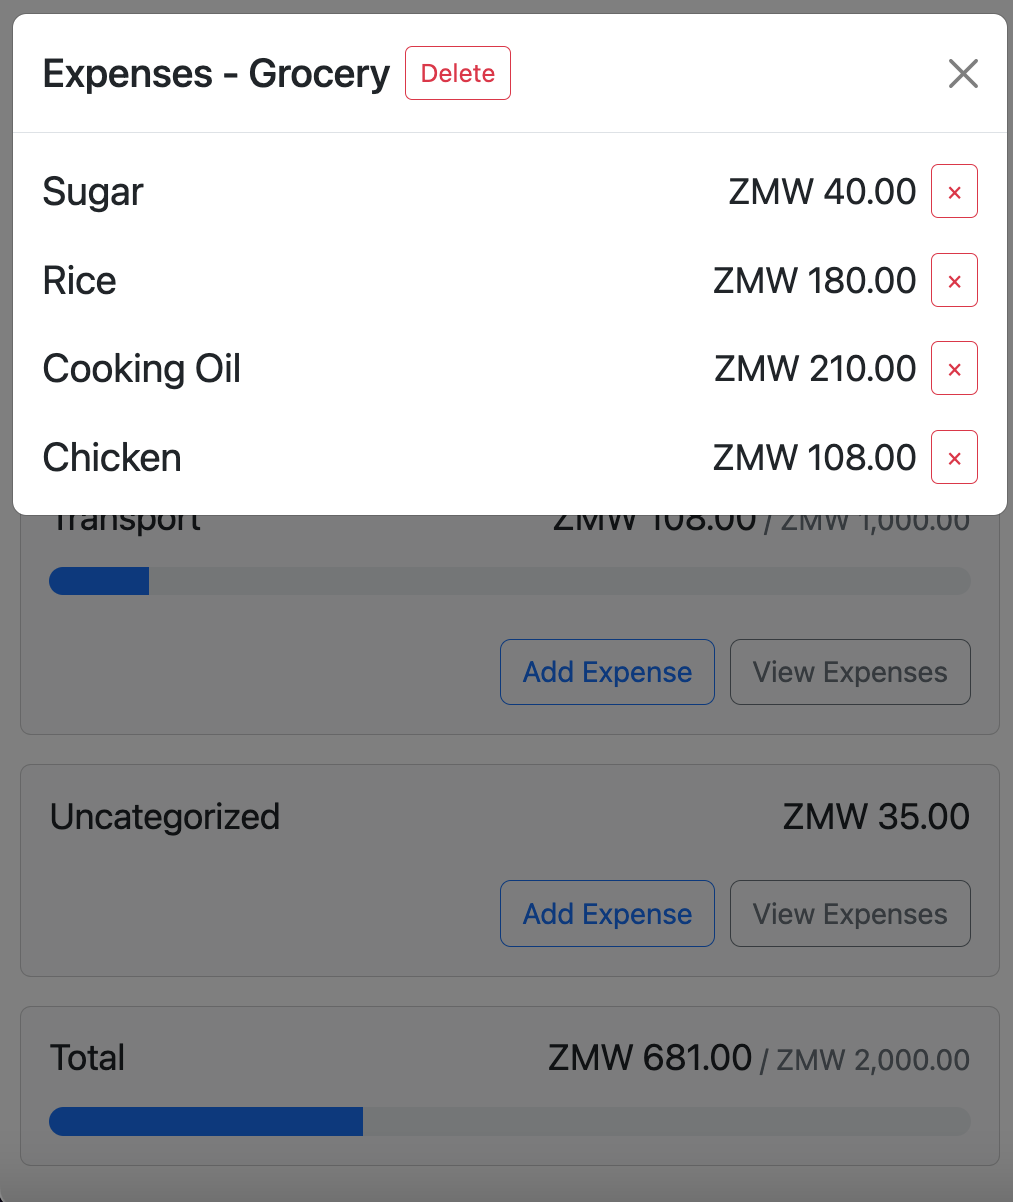 Expenses - Grocery Delete
Sugar ZMW 40.00 ×
Rice ZMW 180.00 ×
Cooking Oil ZMW 210.00 ×
Chicken ZMW 108.00 ×
Transport ZMW 108.00 / ZMW 1,000.00
Add Expense View Expenses
Uncategorized ZMW 35.00
Add Expense View Expenses
Total ZMW 681.00 / ZMW 2,000.00